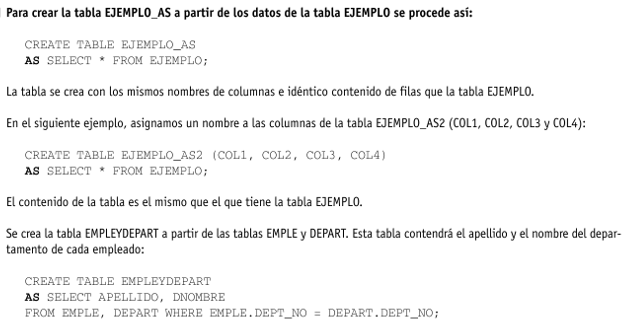 Para crear la tabla EJEMPLO_AS a partir de los datos de la tabla EJEMPLO se procede así:
CREATE TABLE EJEMPLO_AS
AS SELECT * FROM EJEMPLO;
La tabla se crea con los mismos nombres de columnas e idéntico contenido de filas que la tabla EJEMPLO.
En el siguiente ejemplo, asignamos un nombre a las columnas de la tabla EJEMPLO_AS2 (COL1, COL2, COL3 y COL4):
CREATE TABLE EJEMPLO_AS2 (COL1, COL2, COL3, COL4)
AS SELECT * FROM EJEMPLO;
El contenido de la tabla es el mismo que el que tiene la tabla EJEMPLO.
Se crea la tabla EMPLEYDEPART a partir de las tablas EMPLE y DEPART. Esta tabla contendrá el apellido y el nombre del depar-
tamento de cada empleado:
CREATE TABLE EMPLEYDEPART
AS SELECT APELLIDO, DNOMBRE
FROM EMPLE, DEPART WHERE EMPLE.DEPT_NO = DEPART.DEPT_NO;